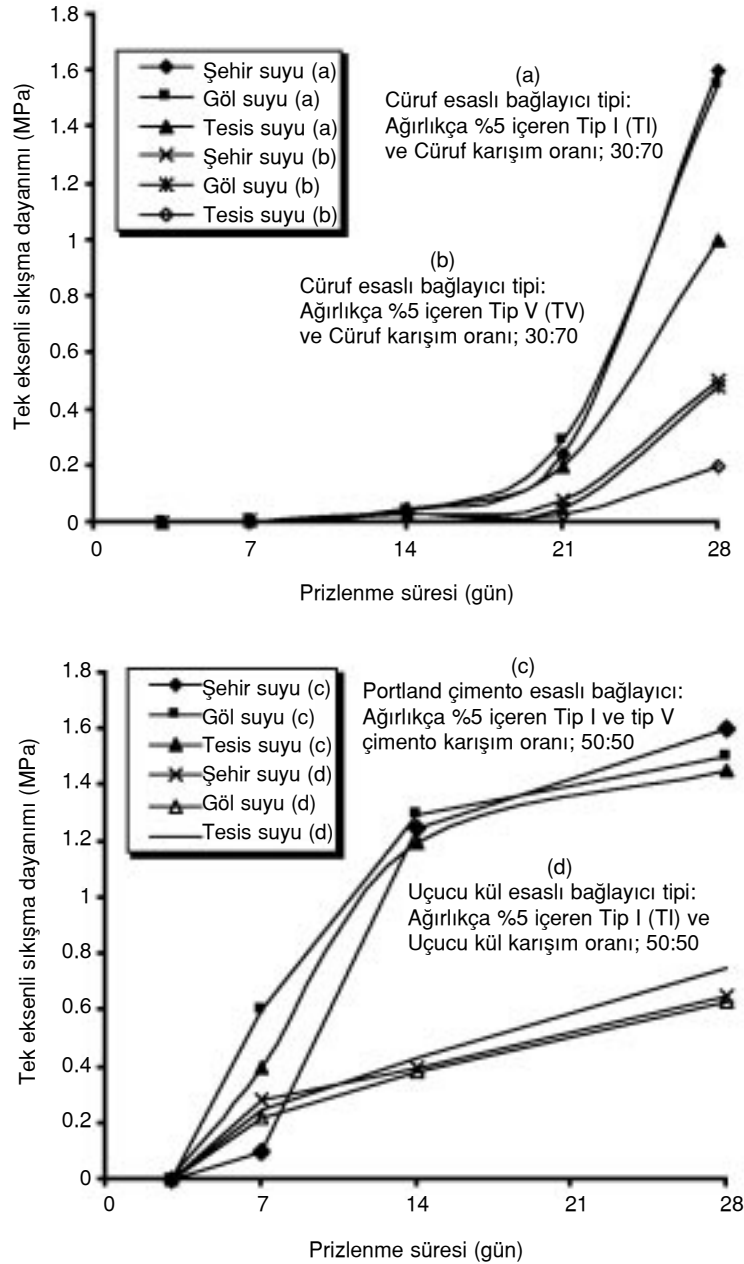 Tek eksenli sıkışma dayanımı (MPa)
1.8
1.6
1.4
1.2
1
0.8
0.6
0.4
0.2
0
Şehir suyu (a)
Göl suyu (a)
Tesis suyu (a)
Şehir suyu (b)
Göl suyu (b)
Tesis suyu (b)
(a)
Cüruf esaslı bağlayıcı tipi:
Ağırlıkça %5 içeren Tip I (TI)
ve Cüruf karışım oranı; 30:70
(b)
Cüruf esaslı bağlayıcı tipi:
Ağırlıkça %5 içeren Tip V (TV)
ve Cüruf karışım oranı; 30:70
0 7 14 21 28
Prizlenme süresi (gün)
Tek eksenli sıkışma dayanımı (MPa)
1.8
1.6
1.4
1.2
1
0.8
0.6
0.4
0.2
0
Şehir suyu (c)
Göl suyu (c)
Tesis suyu (c)
Şehir suyu (d)
Göl suyu (d)
Tesis suyu (d)
(c)
Portland çimento esaslı bağlayıcı:
Ağırlıkça %5 içeren Tip I ve tip V
çimento karışım oranı; 50:50
(d)
Uçucu kül esaslı bağlayıcı tipi:
Ağırlıkça %5 içeren Tip I (TI) ve
Uçucu kül karışım oranı; 50:50
0 7 14 21 28
Prizlenme süresi (gün)